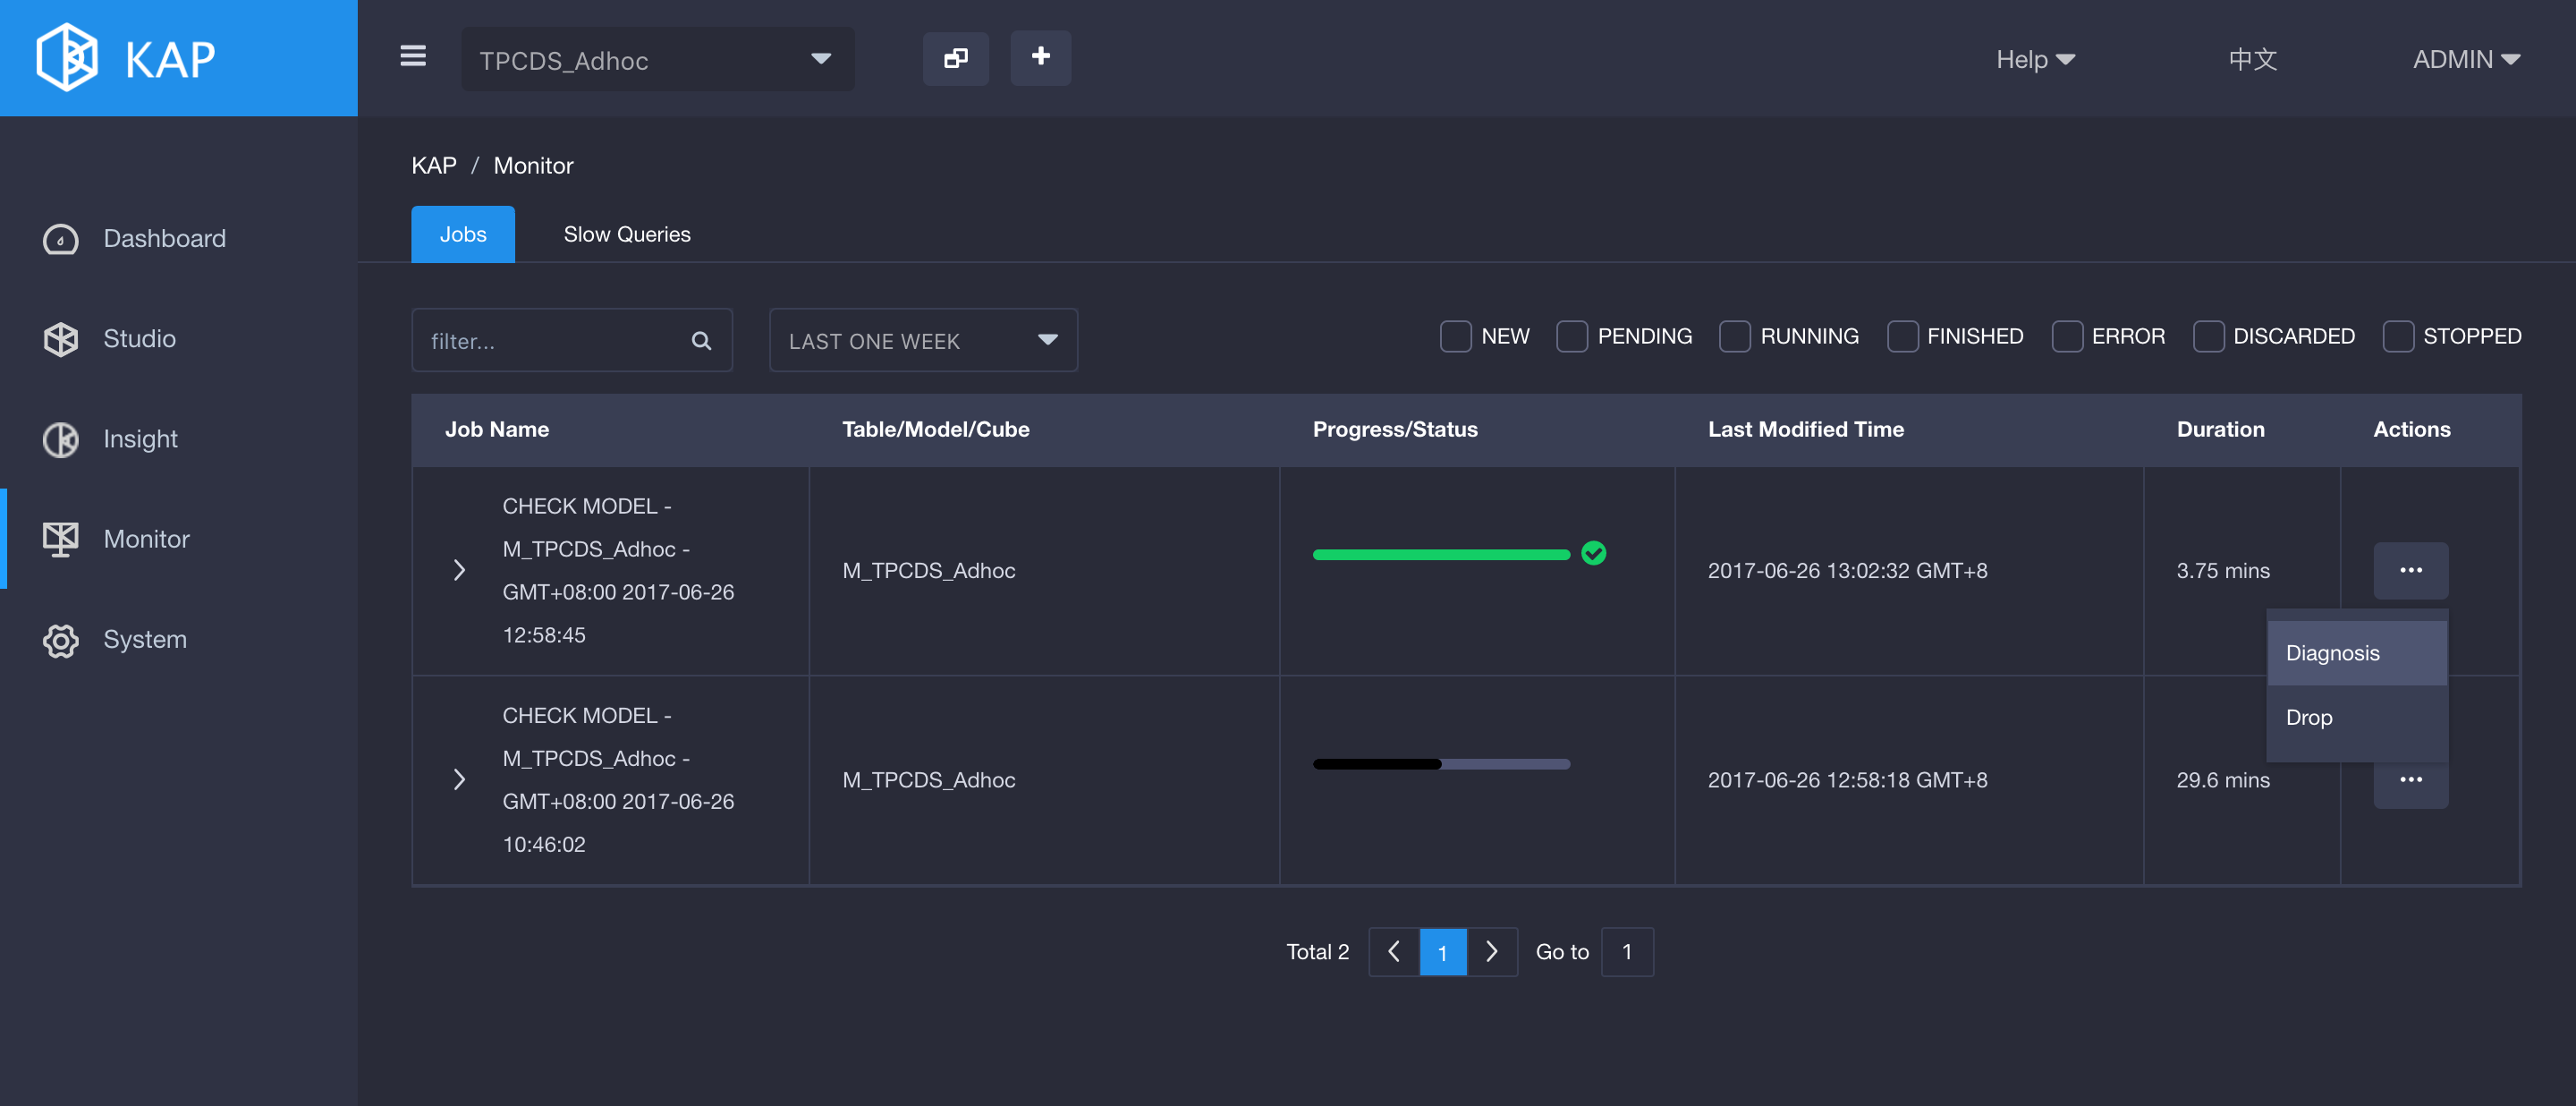 KAP
TPCDS_Adhoc
Help
中文
ADMIN
Dashboard
Studio
Insight
Monitor
System
KAP / Monitor
Jobs
Slow Queries
filter...
LAST ONE WEEK
NEW
PENDING
RUNNING
FINISHED
ERROR
DISCARDED
STOPPED
Job Name
Table/Model/Cube
Progress/Status
Last Modified Time
Duration
Actions
CHECK MODEL -
M_TPCDS_Adhoc -
GMT+08:00 2017-06-26
12:58:45
M_TPCDS_Adhoc
2017-06-26 13:02:32 GMT+8
3.75 mins
Diagnosis
Drop
CHECK MODEL -
M_TPCDS_Adhoc -
GMT+08:00 2017-06-26
10:46:02
M_TPCDS_Adhoc
2017-06-26 12:58:18 GMT+8
29.6 mins
Total 2
1
Go to
1